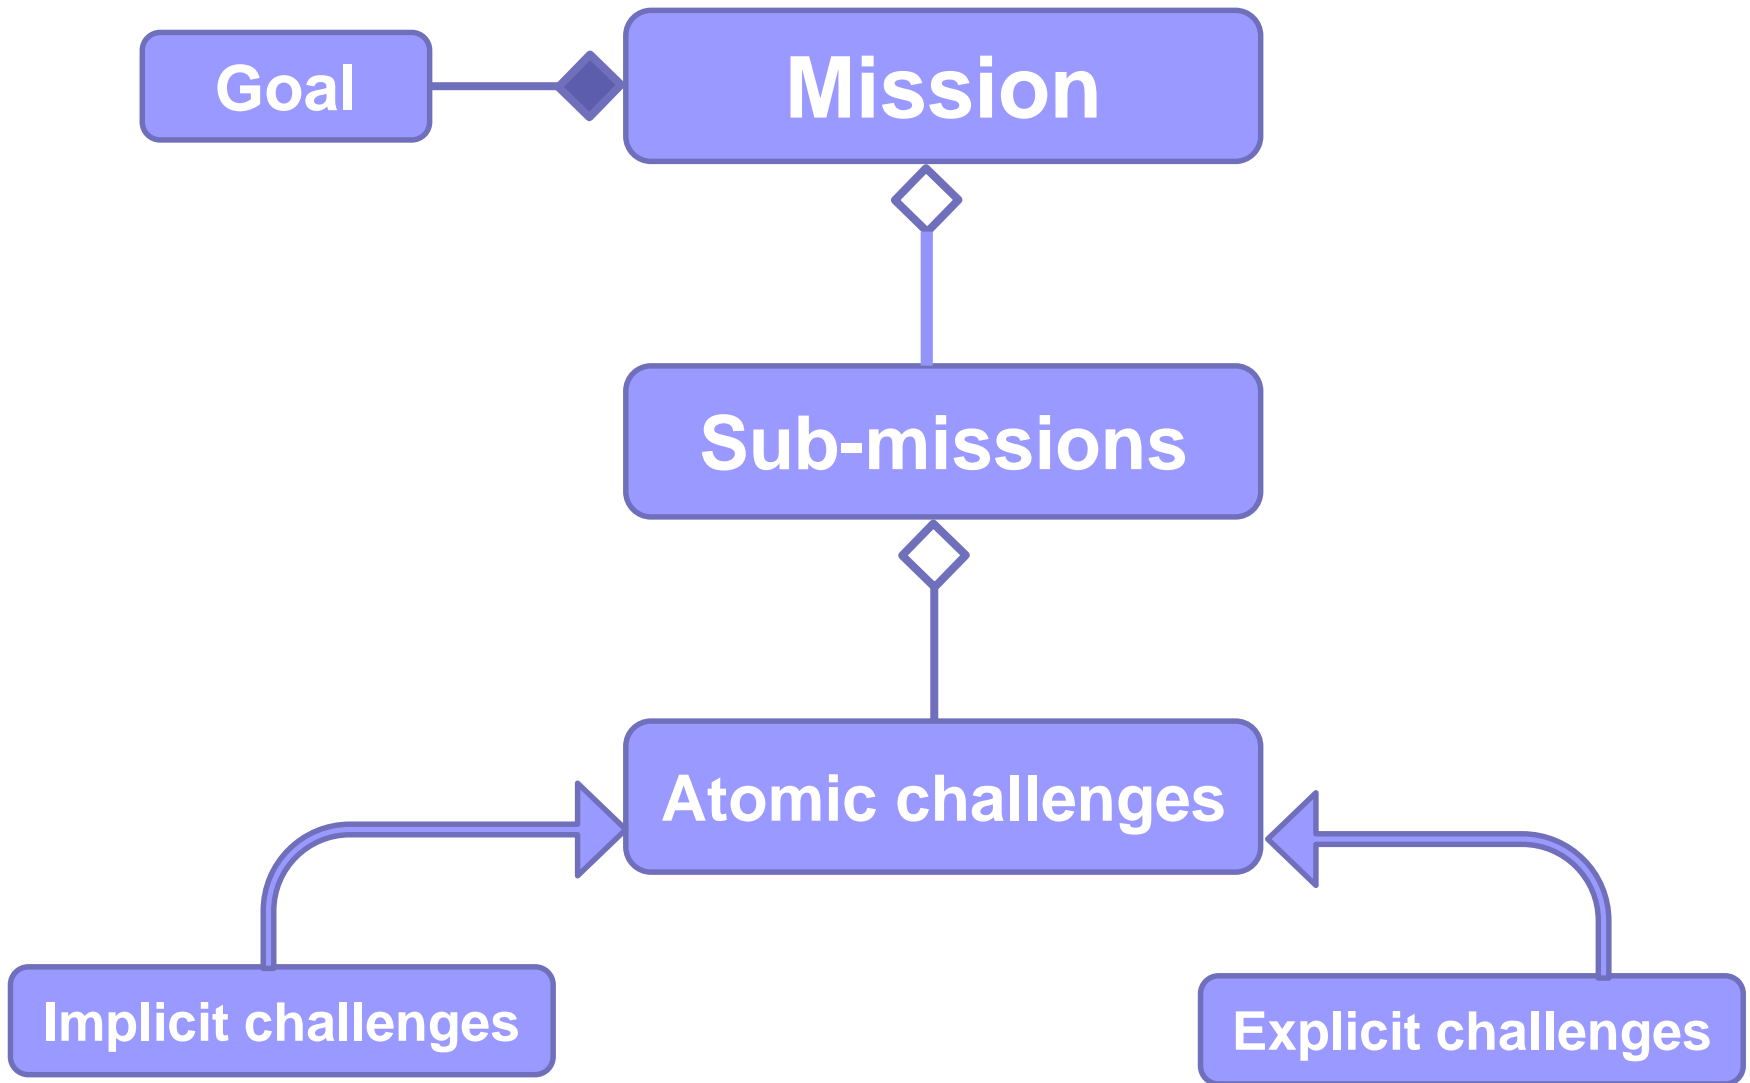 Goal
Mission
Sub-missions
Atomic challenges
Implicit challenges
Explicit challenges